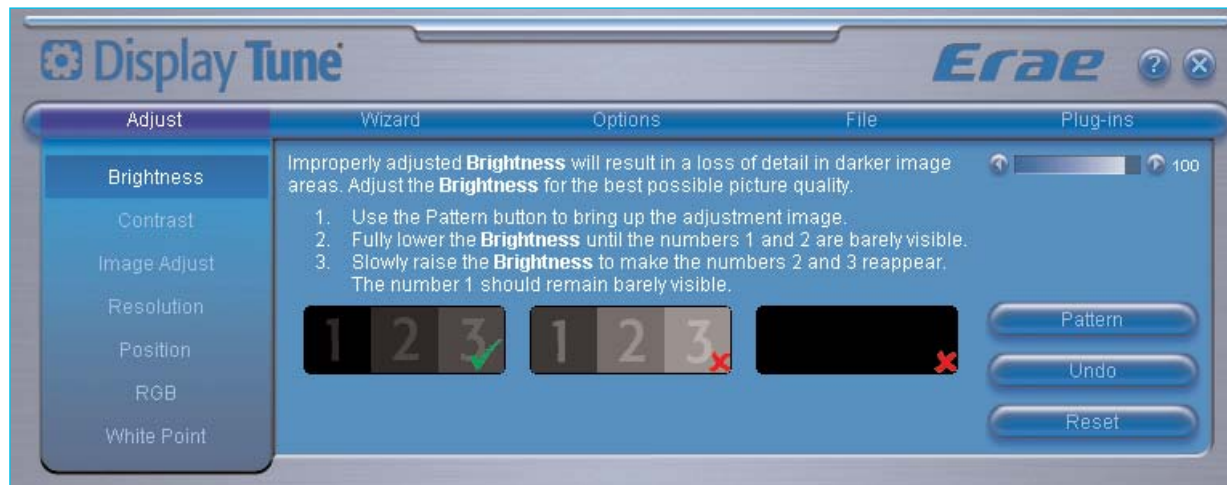 Display Tune
Erae
?
Adjust
Wizard
Options
File
Plug-ins
Brightness
Contrast
Image Adjust
Resolution
Position
RGB
White Point
Improperly adjusted Brightness will result in a loss of detail in darker image
areas. Adjust the Brightness for the best possible picture quality.
1. Use the Pattern button to bring up the adjustment image.
2. Fully lower the Brightness until the numbers 1 and 2 are barely visible.
3. Slowly raise the Brightness to make the numbers 2 and 3 reappear.
The number 1 should remain barely visible.
1 2 3
1 2 3
100
Pattern
Undo
Reset